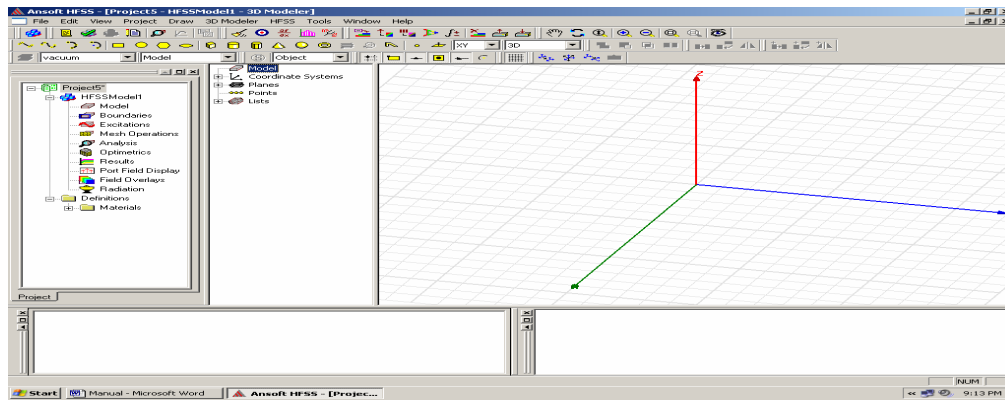 Ansoft HFSS - [Project5 - HFSSModel1 - 3D Modeler]
File Edit View Project Draw 3D Modeler HFSS Tools Window Help
XY 3D
vacuum Model Object
Project5*
HFSSModel1
Model
Boundaries
Excitations
Mesh Operations
Analysis
Optimetrics
Results
Port Field Display
Field Overlays
Radiation
Definitions
Materials
Project
Model
Coordinate Systems
Planes
Points
Lists
Z
NUM
Start Manual - Microsoft Word Ansoft HFSS - [Projec... « 9:13 PM